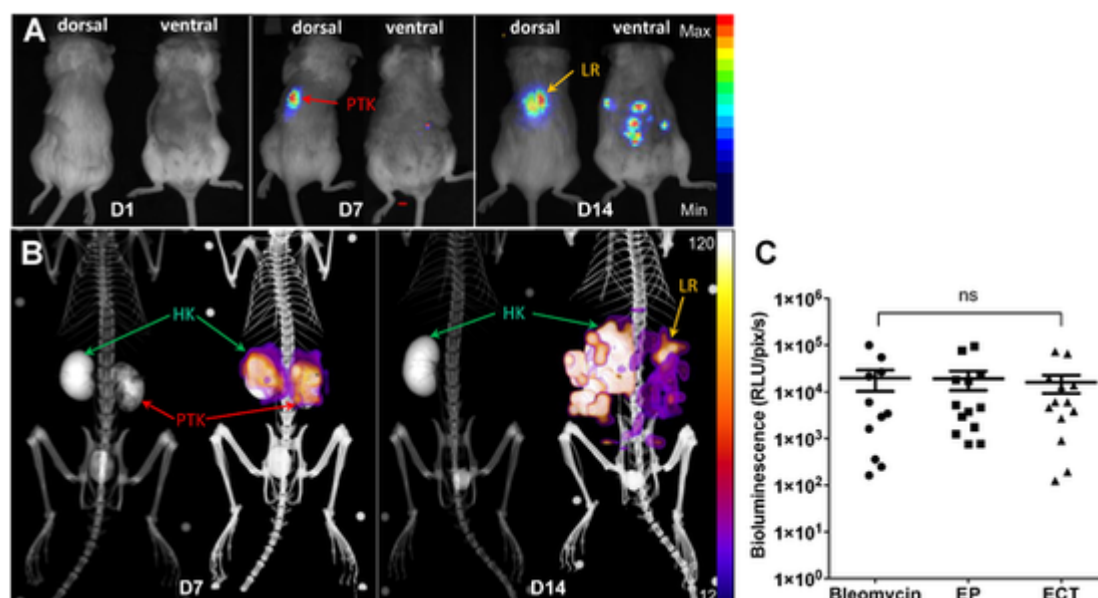 A dorsal ventral dorsal ventral dorsal ventral Max
LR
PTK
D1 D7 D14 Min
B 120 C
LR
HK HK
PTK
D7 D14 12
ns
Bioluminescence (RLU/pix/s)
1×10⁶
1×10⁵
1×10⁴
1×10³
1×10²
1×10¹
1×10⁰
Bleomycin EP ECT